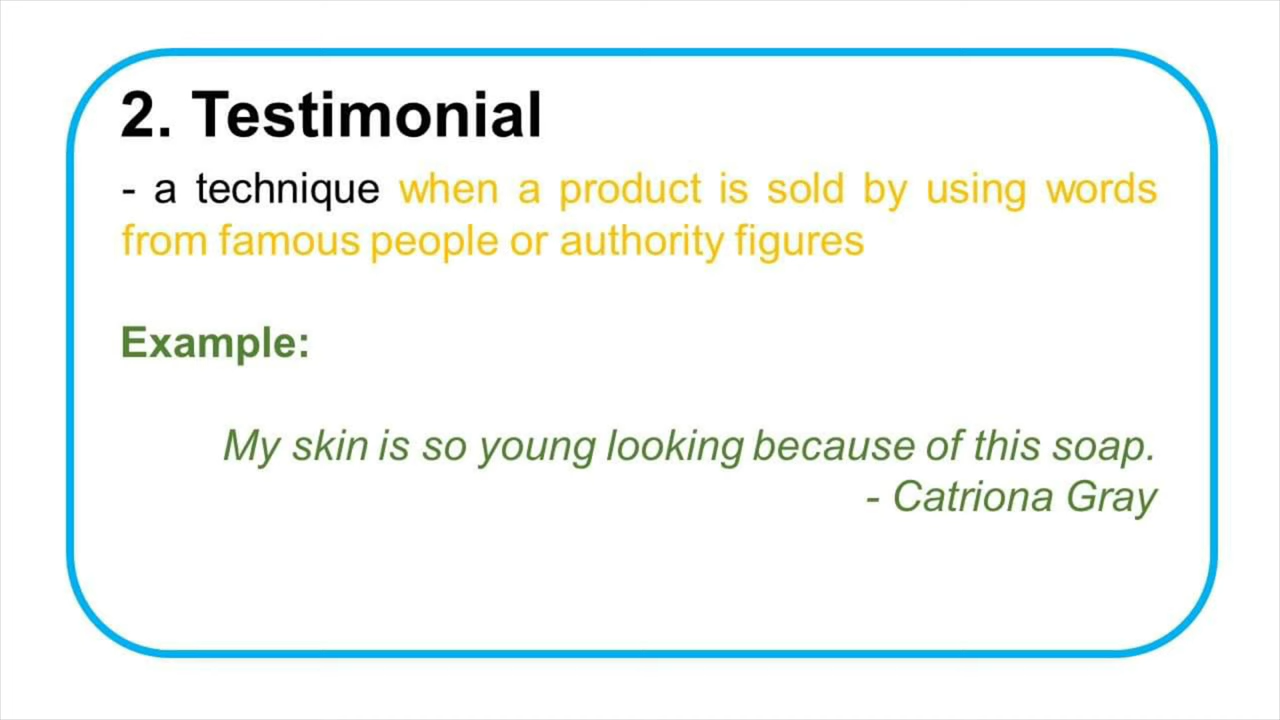 2. Testimonial
- a technique when a product is sold by using words
from famous people or authority figures
Example:
My skin is so young looking because of this soap.
- Catriona Gray